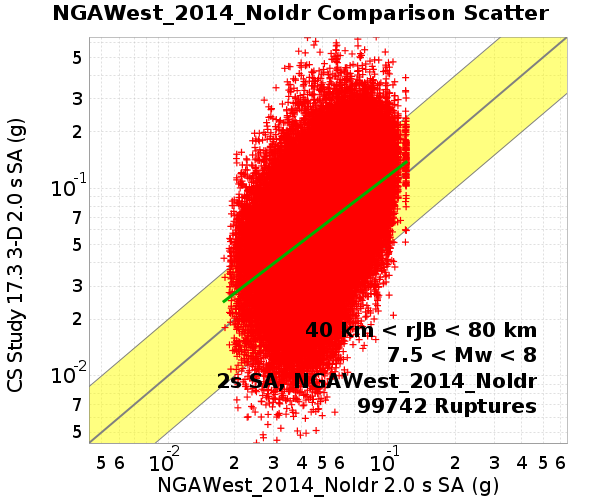 NGAWest_2014_NoIdr Comparison Scatter
CS Study 17.3 3-D 2.0 s SA (g)
5
3
2
10-1
7
5
3
2
10-2
7
5
40 km < rJB < 80 km
7.5 < Mw < 8
2s SA, NGAWest_2014_NoIdr
99742 Ruptures
5 6 10-2 2 3 4 5 6 10-1 2 3 4 5 6
NGAWest_2014_NoIdr 2.0 s SA (g)